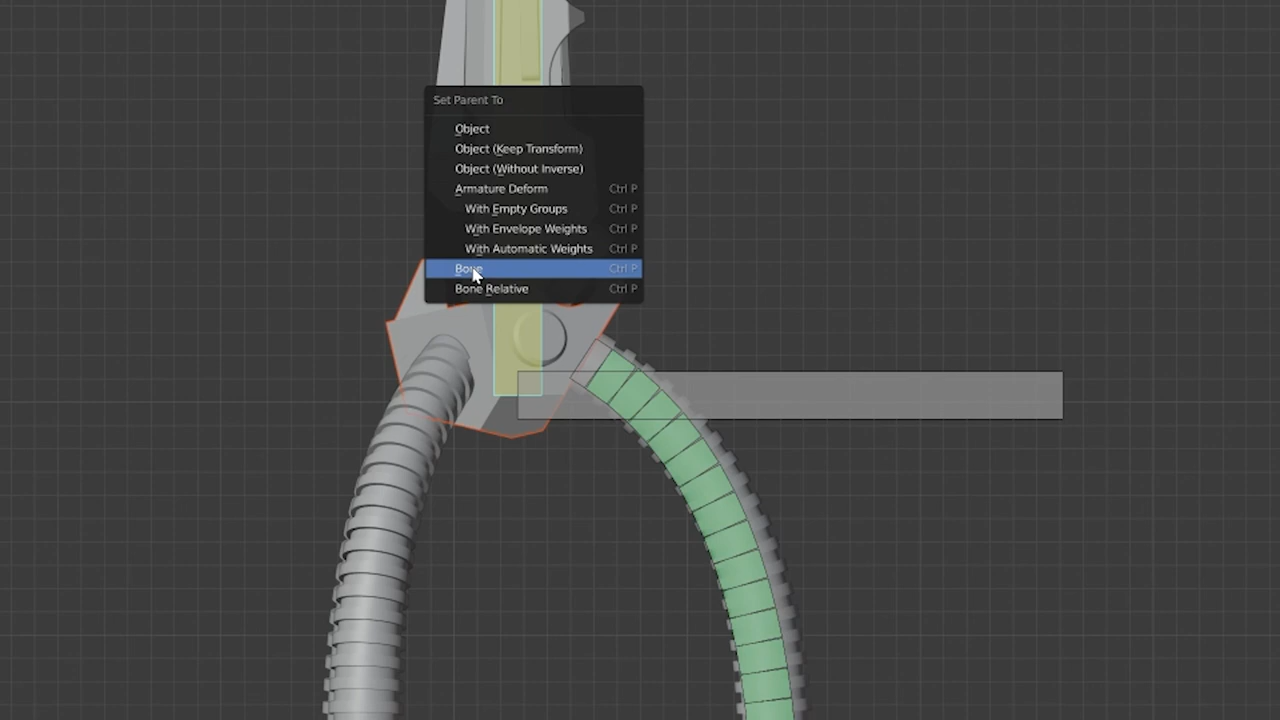 Set Parent To
Object
Object (Keep Transform)
Object (Without Inverse)
Armature Deform Ctrl P
With Empty Groups Ctrl P
With Envelope Weights Ctrl P
With Automatic Weights Ctrl P
Bone Ctrl P
Bone Relative Ctrl P